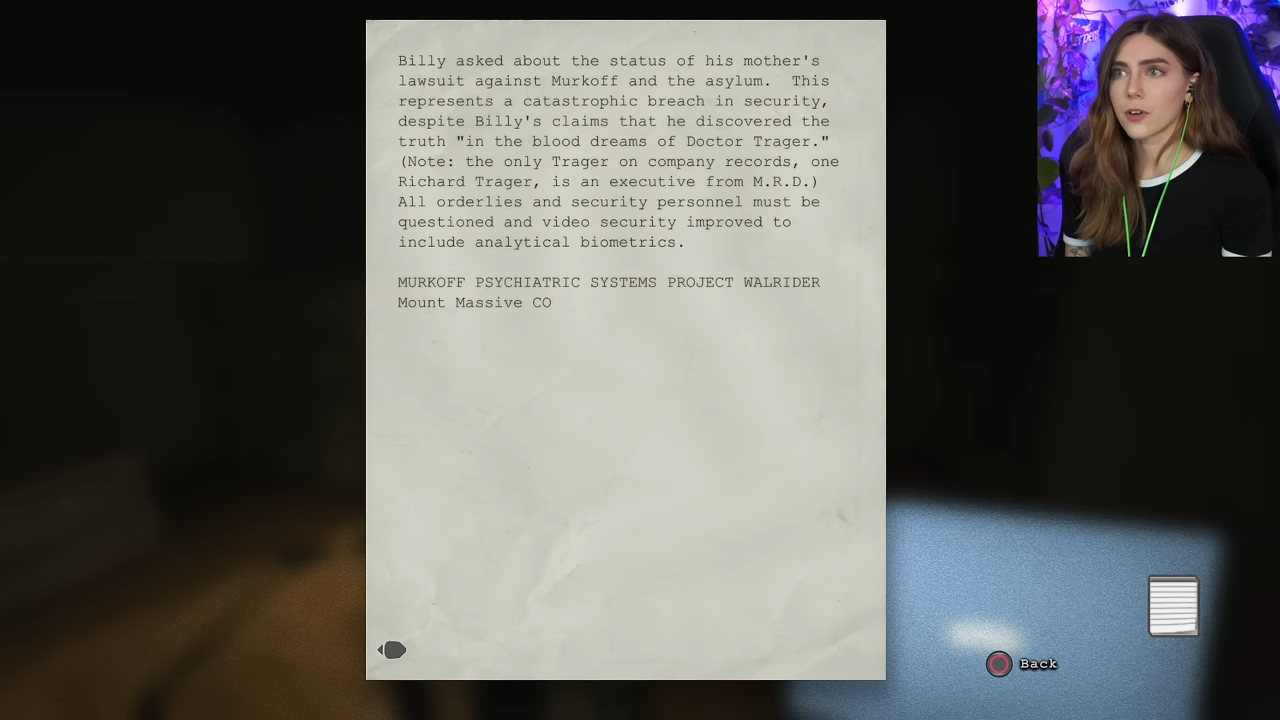 Billy asked about the status of his mother's
lawsuit against Murkoff and the asylum.  This
represents a catastrophic breach in security,
despite Billy's claims that he discovered the
truth "in the blood dreams of Doctor Trager."
(Note: the only Trager on company records, one
Richard Trager, is an executive from M.R.D.)
All orderlies and security personnel must be
questioned and video security improved to
include analytical biometrics.
MURKOFF PSYCHIATRIC SYSTEMS PROJECT WALRIDER
Mount Massive CO
Back